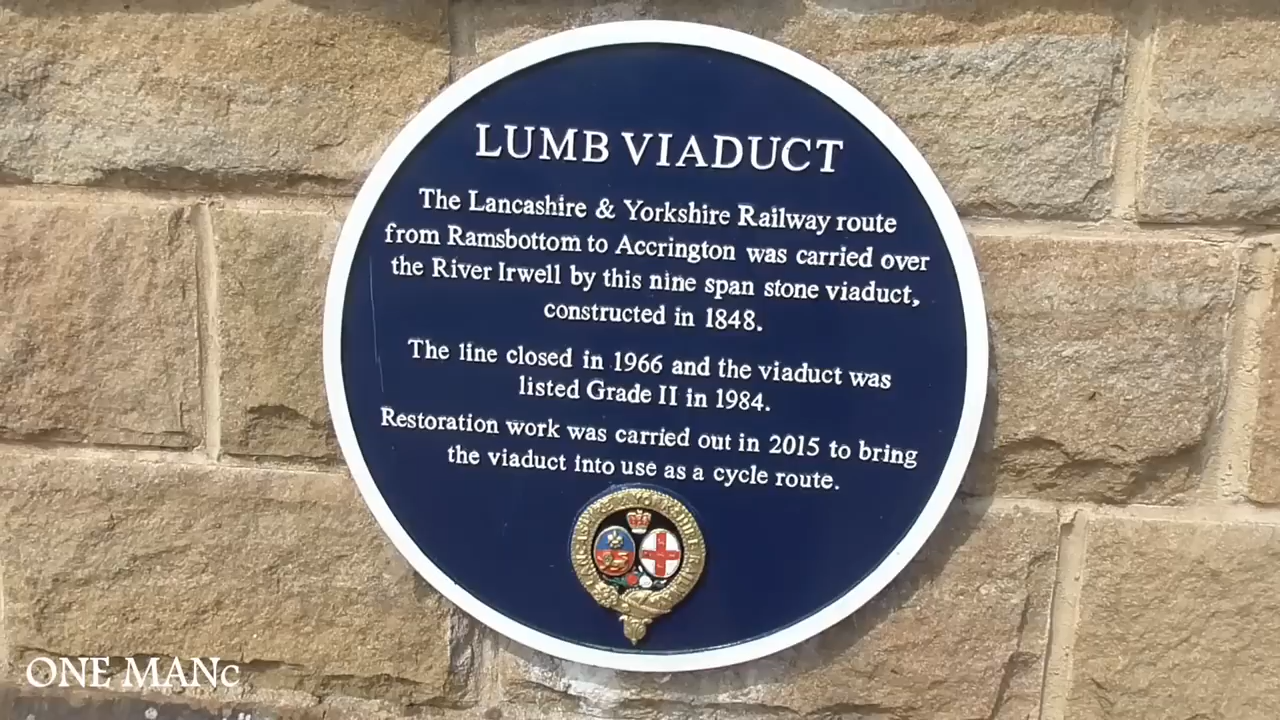 LUMB VIADUCT
The Lancashire & Yorkshire Railway route
from Ramsbottom to Accrington was carried over
the River Irwell by this nine span stone viaduct,
constructed in 1848.
The line closed in 1966 and the viaduct was
listed Grade II in 1984.
Restoration work was carried out in 2015 to bring
the viaduct into use as a cycle route.
ONE MANc